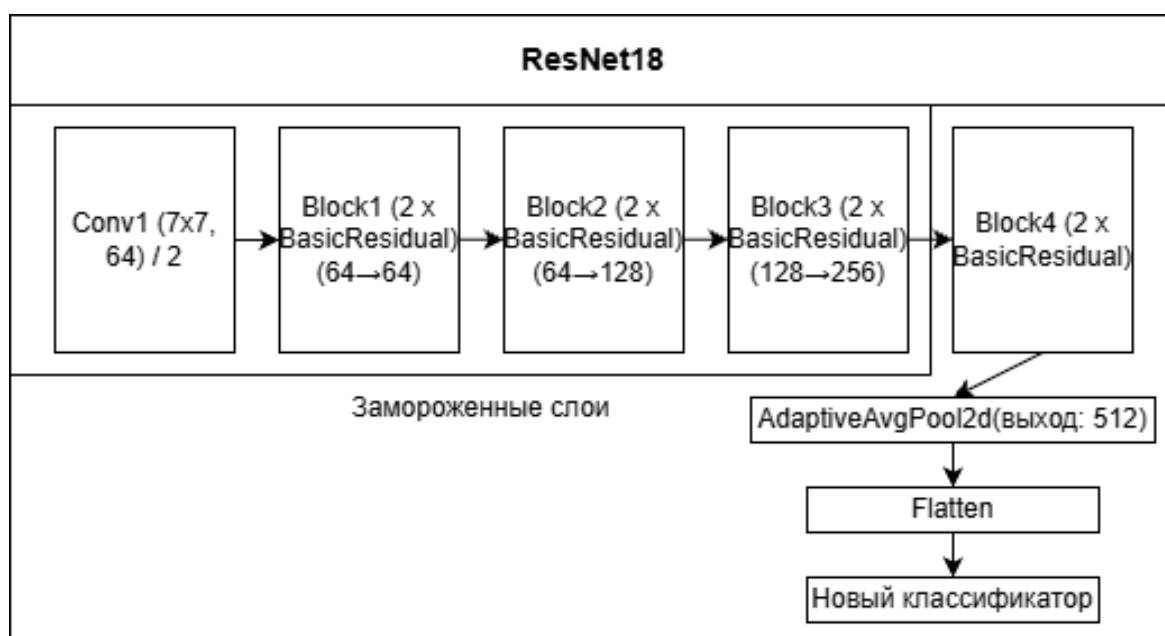 ResNet18
Conv1 (7x7,
64) / 2
Block1 (2 x
BasicResidual)
(64→64)
Block2 (2 x
BasicResidual)
(64→128)
Block3 (2 x
BasicResidual)
(128→256)
Block4 (2 x
BasicResidual)
Замороженные слои
AdaptiveAvgPool2d(выход: 512)
Flatten
Новый классификатор